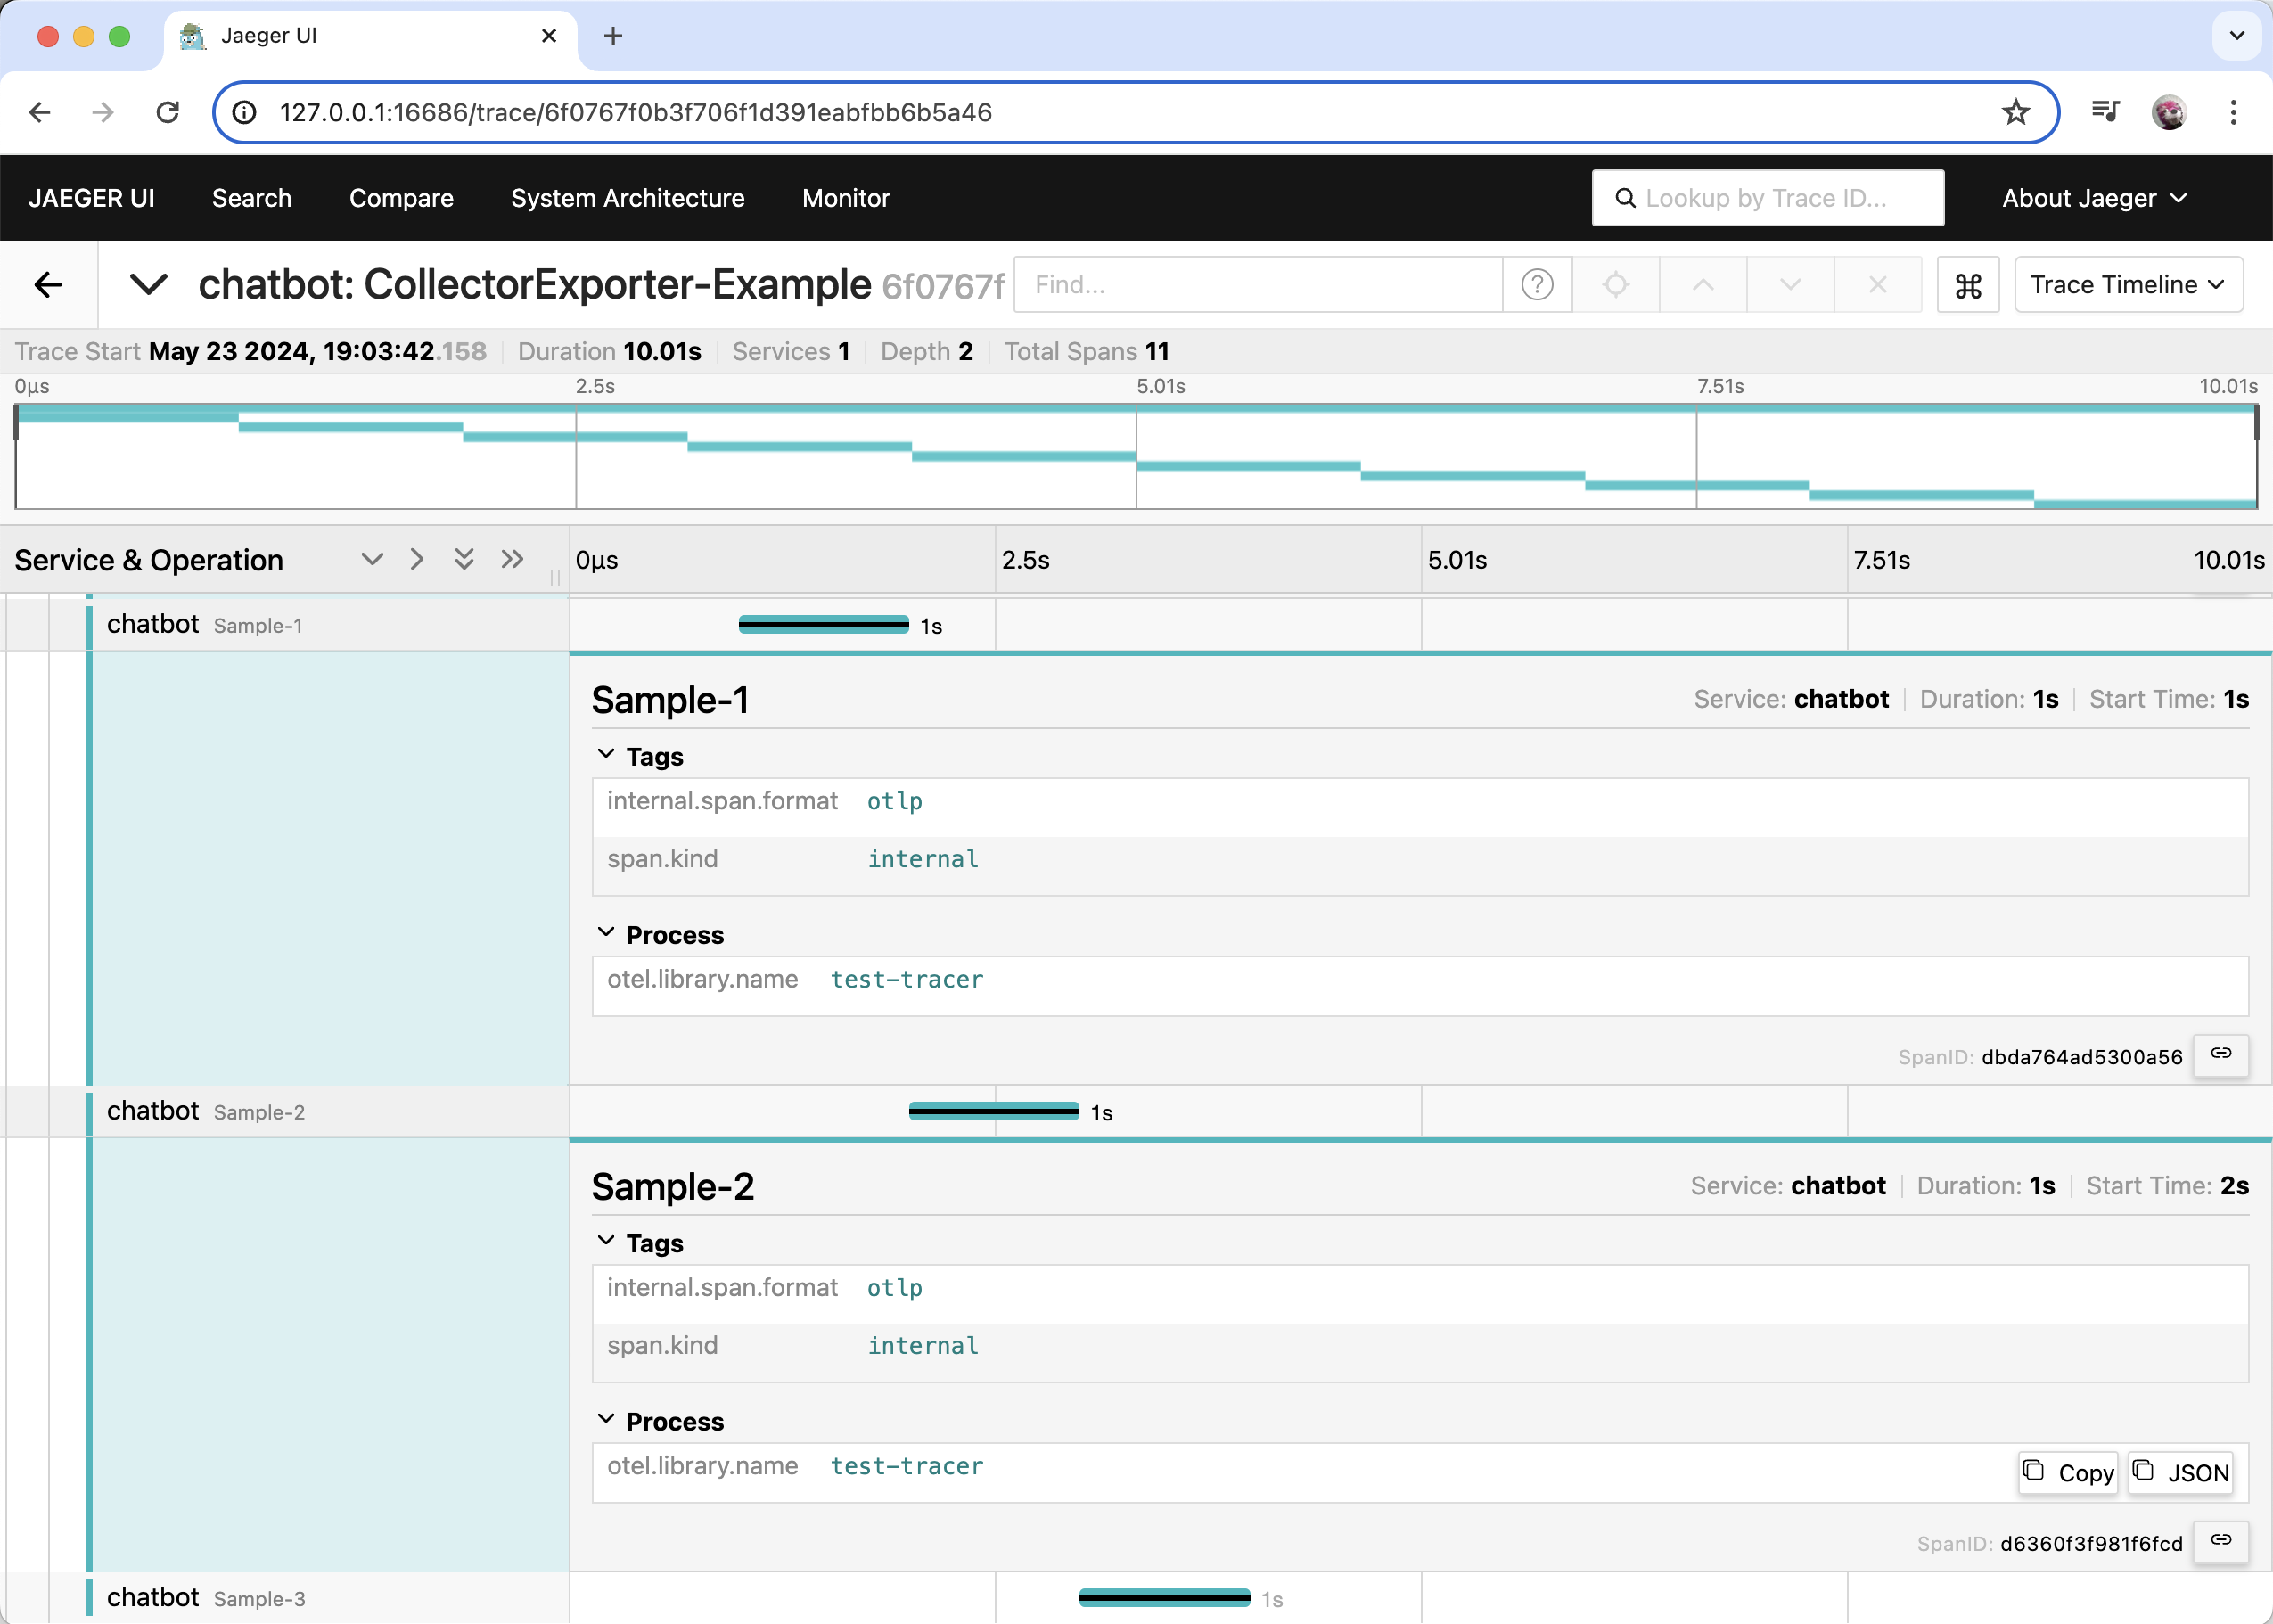 Jaeger UI
127.0.0.1:16686/trace/6f0767f0b3f706f1d391eabfbb6b5a46
JAEGER UI Search Compare System Architecture Monitor Lookup by Trace ID... About Jaeger
chatbot: CollectorExporter-Example 6f0767f Find... Trace Timeline
Trace Start May 23 2024, 19:03:42.158 Duration 10.01s Services 1 Depth 2 Total Spans 11
0μs 2.5s 5.01s 7.51s 10.01s
Service & Operation 0μs 2.5s 5.01s 7.51s 10.01s
chatbot Sample-1 1s
Sample-1 Service: chatbot Duration: 1s Start Time: 1s
Tags
internal.span.format otlp
span.kind internal
Process
otel.library.name test-tracer
SpanID: dbda764ad5300a56
chatbot Sample-2 1s
Sample-2 Service: chatbot Duration: 1s Start Time: 2s
Tags
internal.span.format otlp
span.kind internal
Process
otel.library.name test-tracer Copy JSON
SpanID: d6360f3f981f6fcd
chatbot Sample-3 1s